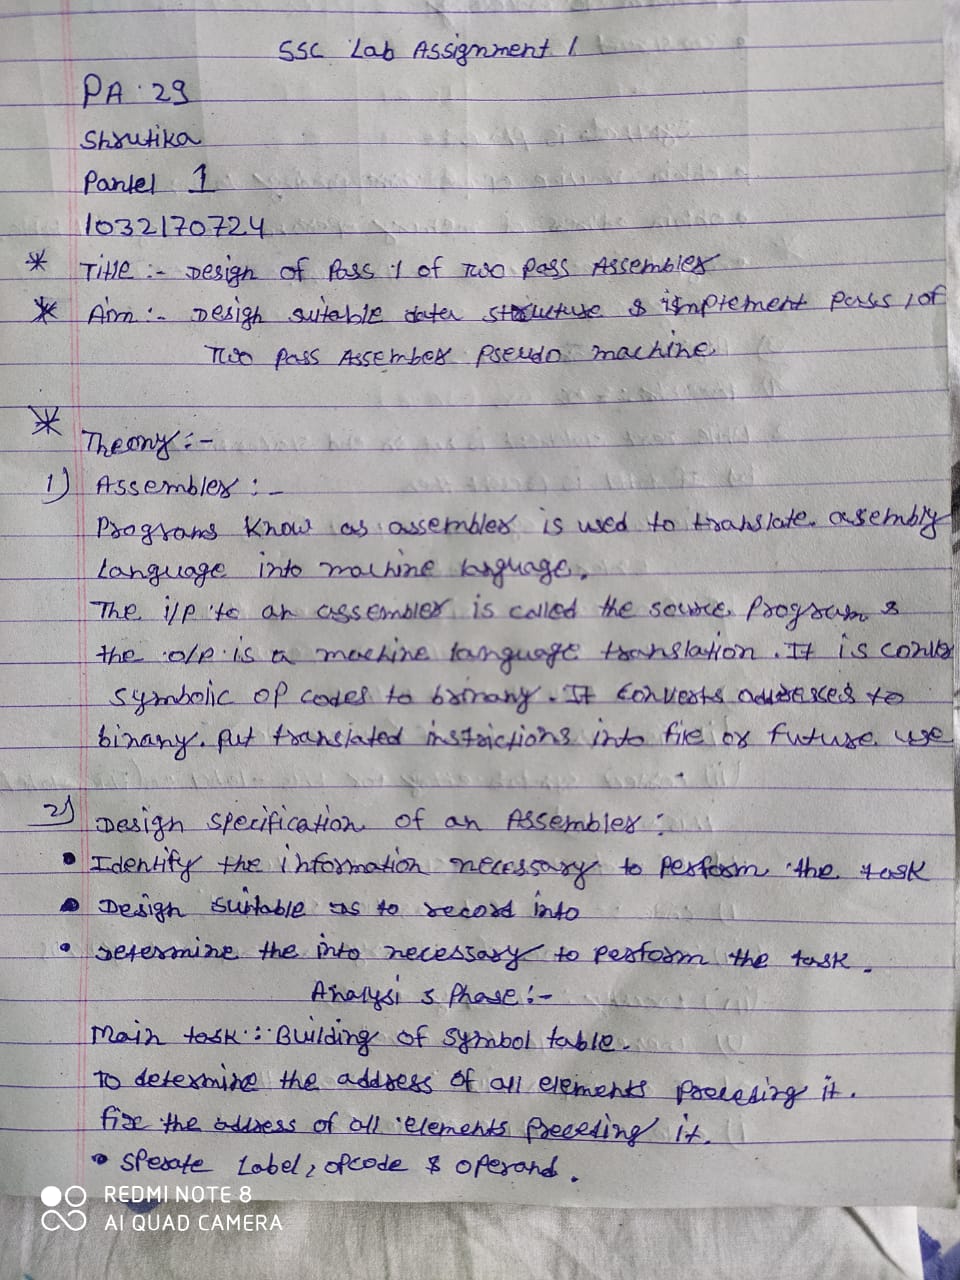 SSC Lab Assignment 1
PA 29
Shrutika
Panel 1
1032170724
* Title :- Design of Pass 1 of Two Pass Assembler
* Aim :- Design suitable data structure & implement pass 1 of
Two Pass Assember Pseudo machine.
* Theory :-
1) Assembler :-
Programs know as assembler is used to translate asembly
Language into machine language.
The i/p to an assembler is called the source Program &
the o/p is a machine language translation. It is
symbolic op codes to binary. It converts addresses to
binary. Put translated instrictions into file or future use
2) Design specification of an Assembler :
• Identify the information necessary to perform the task
• Design suitable as to record into
• Determine the into necessary to perform the task.
Analysis Phase :-
Main task : Building of symbol table.
To determine the address of all elements preceding it.
fix the address of all elements preceding it.
• Sperate Label, opcode & operand.
REDMI NOTE 8
AI QUAD CAMERA